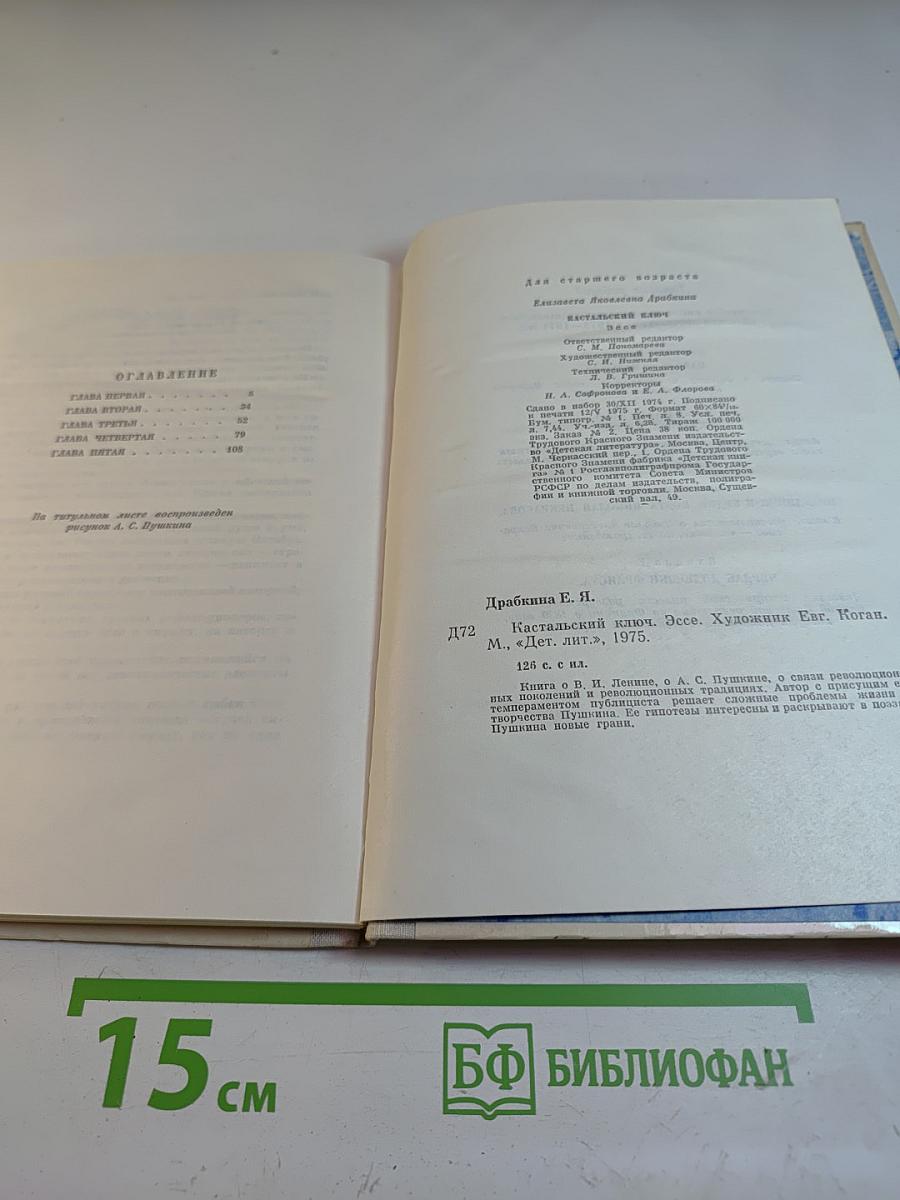 ОГЛАВЛЕНИЕ
ГЛАВА ПЕРВАЯ . . . . . . . 5
ГЛАВА ВТОРАЯ . . . . . . . 34
ГЛАВА ТРЕТЬЯ . . . . . . . 52
ГЛАВА ЧЕТВЕРТАЯ . . . . . . 79
ГЛАВА ПЯТАЯ . . . . . . . . 108
На титульном листе воспроизведен
рисунок А. С. Пушкина
Для старшего возраста
Елизавета Яковлевна Драбкина
КАСТАЛЬСКИЙ КЛЮЧ
Эссе
Ответственный редактор
С. М. Пономарева
Художественный редактор
С. И. Нижняя
Технический редактор
Л. В. Гришина
Корректоры
Н. А. Сафронова и Е. А. Флорова
Сдано в набор 30/XII 1974 г. Подписано
к печати 12/V 1975 г. Формат 60×84¹/₁₆.
Бум. типогр. № 1. Печ. л. 8. Усл. печ.
л. 7,44. Уч.-изд. л. 6,28. Тираж 100 000
экз. Заказ № 2. Цена 38 коп. Ордена
Трудового Красного Знамени издательст-
во «Детская литература». Москва, Центр,
М. Черкасский пер., 1. Ордена Трудового
Красного Знамени фабрика «Детская кни-
га» № 1 Росглавполиграфпрома Государ-
ственного комитета Совета Министров
РСФСР по делам издательств, полигра-
фии и книжной торговли. Москва, Сущев-
ский вал, 49.
Драбкина Е. Я.
Д72 Кастальский ключ. Эссе. Художник Евг. Коган.
М., «Дет. лит.», 1975.
126 с. с ил.
Книга о В. И. Ленине, о А. С. Пушкине, о связи революцион
ных поколений и революционных традициях. Автор с присущим е
темпераментом публициста решает сложные проблемы жизни
творчества Пушкина. Ее гипотезы интересны и раскрывают в поэз
Пушкина новые грани.
15 см
БФ БИБЛИОФАН